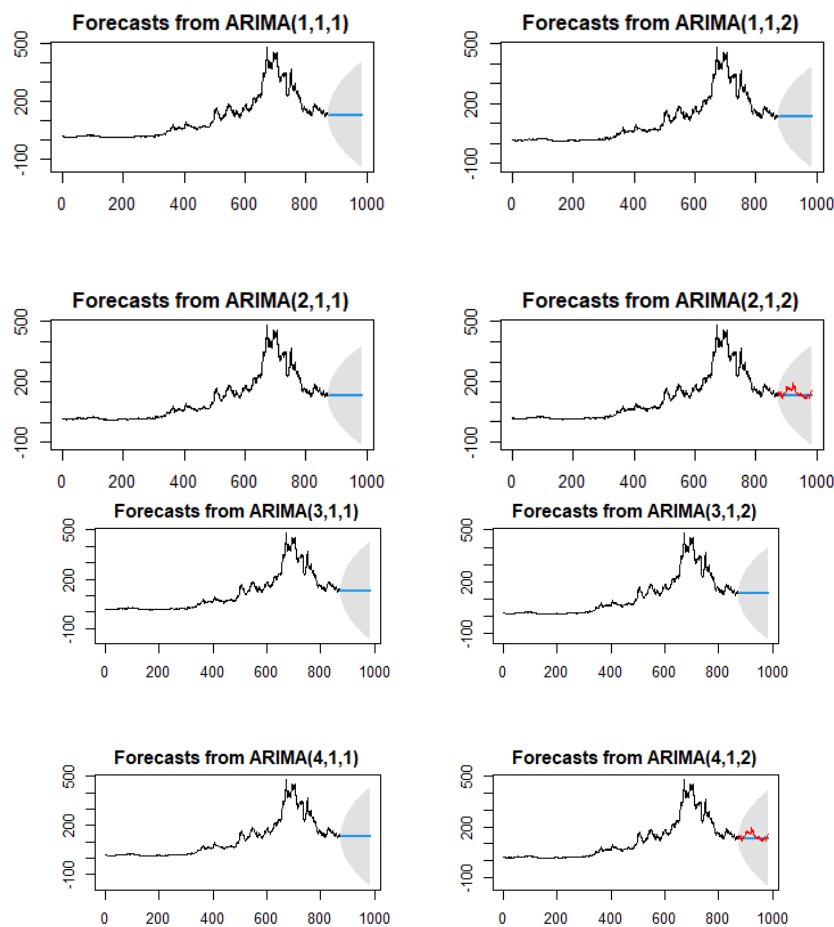 Forecasts from ARIMA(1,1,1)
500
200
-100
0 200 400 600 800 1000
Forecasts from ARIMA(1,1,2)
500
200
-100
0 200 400 600 800 1000
Forecasts from ARIMA(2,1,1)
500
200
-100
0 200 400 600 800 1000
Forecasts from ARIMA(2,1,2)
500
200
-100
0 200 400 600 800 1000
Forecasts from ARIMA(3,1,1)
500
200
-100
0 200 400 600 800 1000
Forecasts from ARIMA(3,1,2)
500
200
-100
0 200 400 600 800 1000
Forecasts from ARIMA(4,1,1)
500
200
-100
0 200 400 600 800 1000
Forecasts from ARIMA(4,1,2)
500
200
-100
0 200 400 600 800 1000